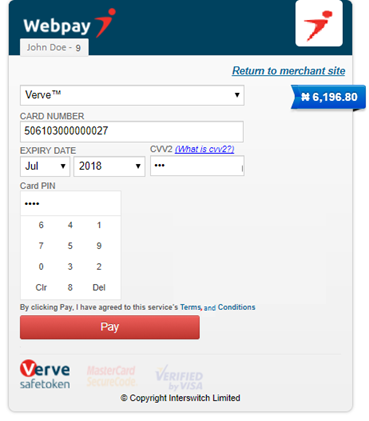 Webpay
John Doe - 9
Return to merchant site
Verve™
₦ 6,196.80
CARD NUMBER
506103000000027
EXPIRY DATE
CVV2 (What is cvv2?)
Jul
2018
•••
Card PIN
••••
6 4 1
7 5 9
0 3 2
Clr 8 Del
By clicking Pay, I have agreed to this service's Terms, and Conditions
Pay
Verve
safetoken
MasterCard
SecureCode
VERIFIED
by VISA
© Copyright Interswitch Limited